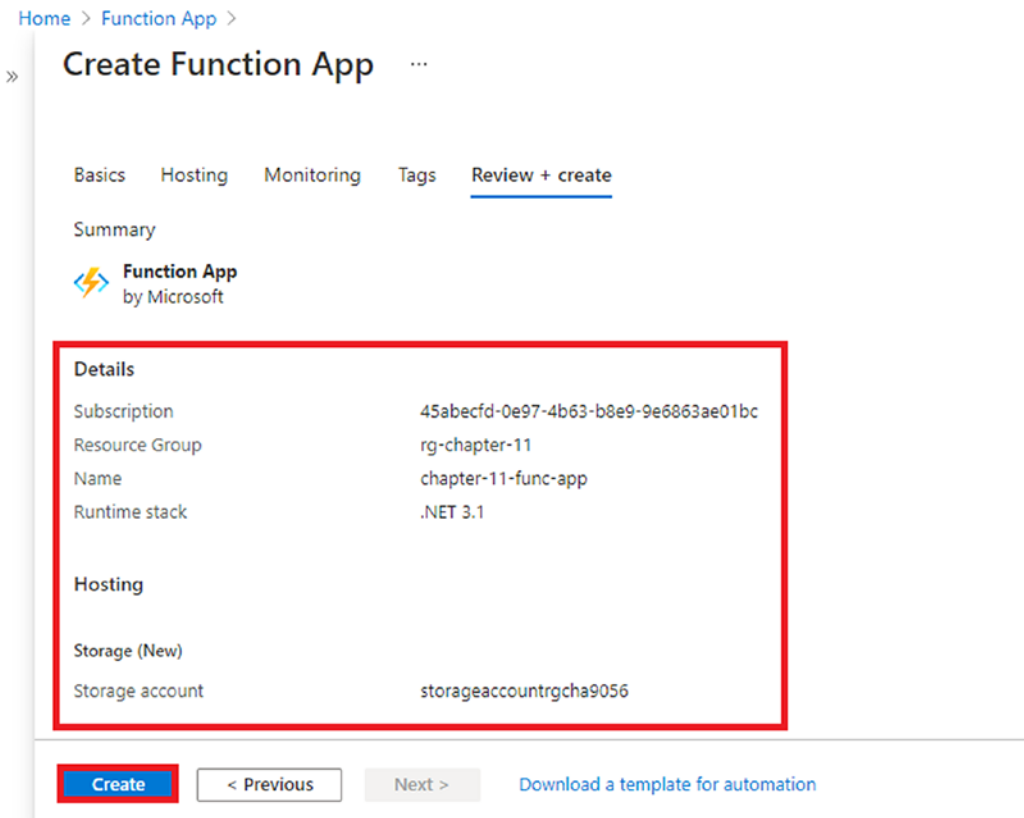 Home > Function App >
»
Create Function App ...
Basics Hosting Monitoring Tags Review + create
Summary
Function App
by Microsoft
Details
Subscription 45abecfd-0e97-4b63-b8e9-9e6863ae01bc
Resource Group rg-chapter-11
Name chapter-11-func-app
Runtime stack .NET 3.1
Hosting
Storage (New)
Storage account storageaccountrgcha9056
Create < Previous Next > Download a template for automation